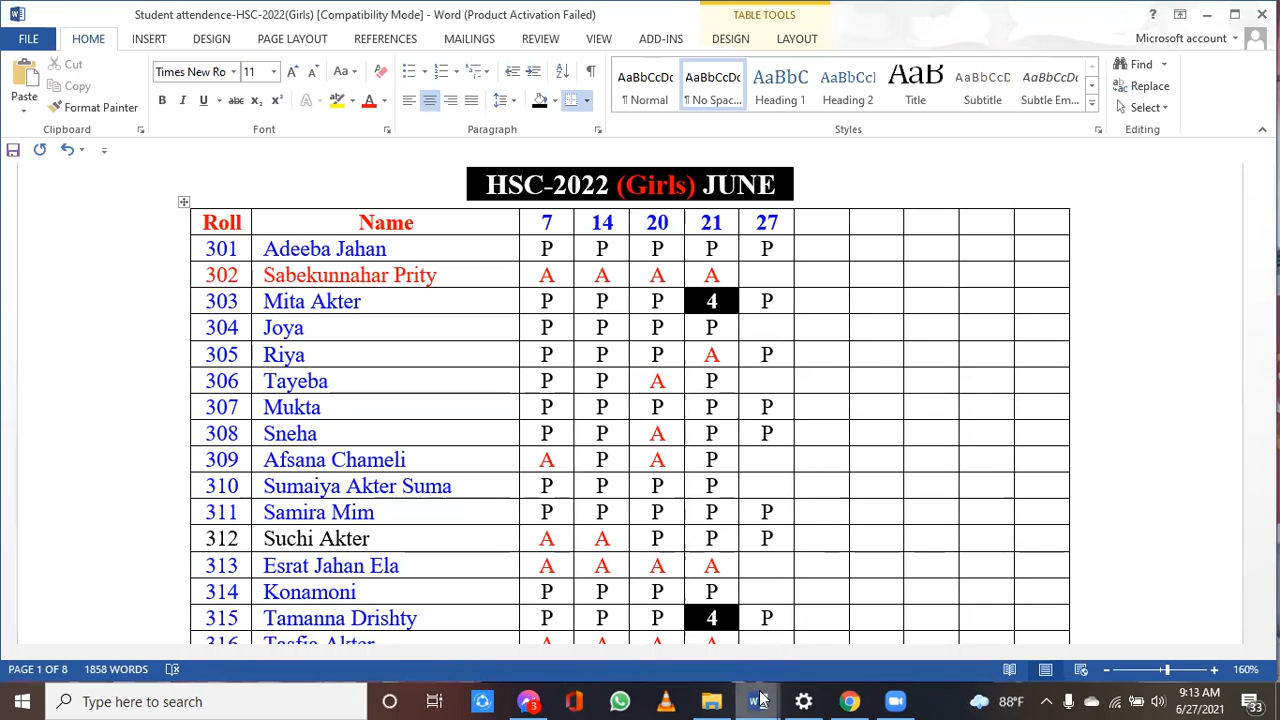 Student attendence-HSC-2022(Girls) [Compatibility Mode] - Word (Product Activation Failed)
TABLE TOOLS
FILE HOME INSERT DESIGN PAGE LAYOUT REFERENCES MAILINGS REVIEW VIEW ADD-INS DESIGN LAYOUT
Microsoft account
Paste
Cut
Copy
Format Painter
Times New Ro 11
AaBbCcDc ¶ Normal
AaBbCcDc ¶ No Spac...
AaBbC Heading 1
AaBbCc Heading 2
AaB Title
AaBbCcD Subtitle
AaBbCcDc Subtle Em...
Find
Replace
Select
Clipboard Font Paragraph Styles Editing
HSC-2022 (Girls) JUNE
Roll Name 7 14 20 21 27
301 Adeeba Jahan P P P P P
302 Sabekunnahar Prity A A A A
303 Mita Akter P P P 4 P
304 Joya P P P P
305 Riya P P P A P
306 Tayeba P P A P
307 Mukta P P P P P
308 Sneha P P A P P
309 Afsana Chameli A P A P
310 Sumaiya Akter Suma P P P P
311 Samira Mim P P P P P
312 Suchi Akter A A P P P
313 Esrat Jahan Ela A A A A
314 Konamoni P P P P
315 Tamanna Drishty P P P 4 P
316 Tasfia Akter A A A A
PAGE 1 OF 8 1858 WORDS 160%
Type here to search
3
88°F
9:13 AM
6/27/2021
33